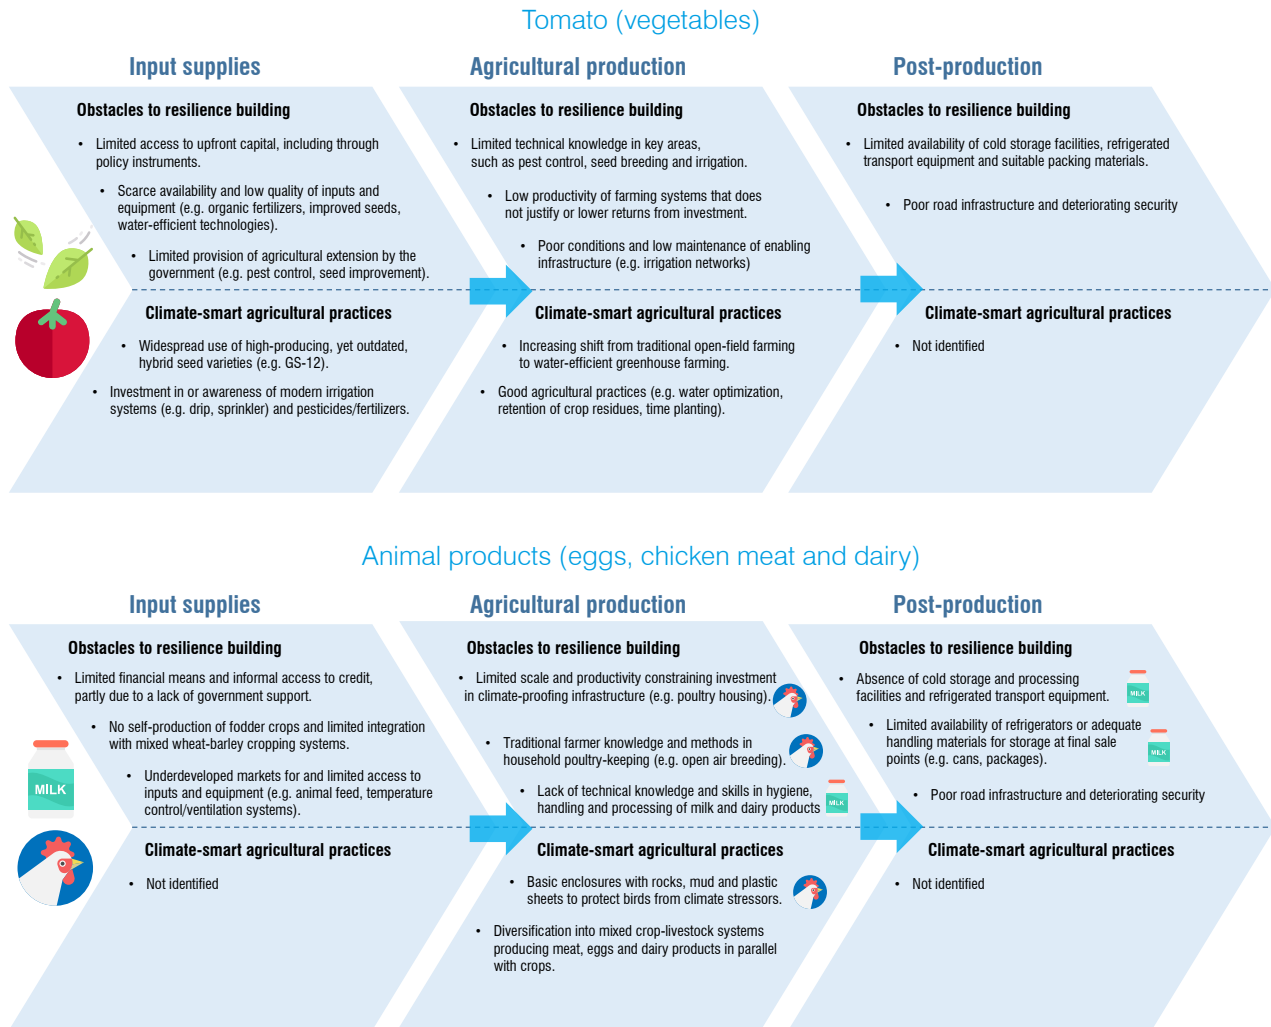 Tomato (vegetables)
Input supplies
Obstacles to resilience building
• Limited access to upfront capital, including through
policy instruments.
• Scarce availability and low quality of inputs and
equipment (e.g. organic fertilizers, improved seeds,
water-efficient technologies).
• Limited provision of agricultural extension by the
government (e.g. pest control, seed improvement).
Climate-smart agricultural practices
• Widespread use of high-producing, yet outdated,
hybrid seed varieties (e.g. GS-12).
• Investment in or awareness of modern irrigation
systems (e.g. drip, sprinkler) and pesticides/fertilizers.
Agricultural production
Obstacles to resilience building
• Limited technical knowledge in key areas,
such as pest control, seed breeding and irrigation.
• Low productivity of farming systems that does
not justify or lower returns from investment.
• Poor conditions and low maintenance of enabling
infrastructure (e.g. irrigation networks)
Climate-smart agricultural practices
• Increasing shift from traditional open-field farming
to water-efficient greenhouse farming.
• Good agricultural practices (e.g. water optimization,
retention of crop residues, time planting).
Post-production
Obstacles to resilience building
• Limited availability of cold storage facilities, refrigerated
transport equipment and suitable packing materials.
• Poor road infrastructure and deteriorating security
Climate-smart agricultural practices
• Not identified
Animal products (eggs, chicken meat and dairy)
Input supplies
Obstacles to resilience building
• Limited financial means and informal access to credit,
partly due to a lack of government support.
• No self-production of fodder crops and limited integration
with mixed wheat-barley cropping systems.
• Underdeveloped markets for and limited access to
inputs and equipment (e.g. animal feed, temperature
control/ventilation systems).
MILK
Climate-smart agricultural practices
• Not identified
Agricultural production
Obstacles to resilience building
• Limited scale and productivity constraining investment
in climate-proofing infrastructure (e.g. poultry housing).
• Traditional farmer knowledge and methods in
household poultry-keeping (e.g. open air breeding).
• Lack of technical knowledge and skills in hygiene,
handling and processing of milk and dairy products
MILK
Climate-smart agricultural practices
• Basic enclosures with rocks, mud and plastic
sheets to protect birds from climate stressors.
• Diversification into mixed crop-livestock systems
producing meat, eggs and dairy products in parallel
with crops.
Post-production
Obstacles to resilience building
• Absence of cold storage and processing
facilities and refrigerated transport equipment.
MILK
• Limited availability of refrigerators or adequate
handling materials for storage at final sale
points (e.g. cans, packages).
MILK
• Poor road infrastructure and deteriorating security
Climate-smart agricultural practices
• Not identified